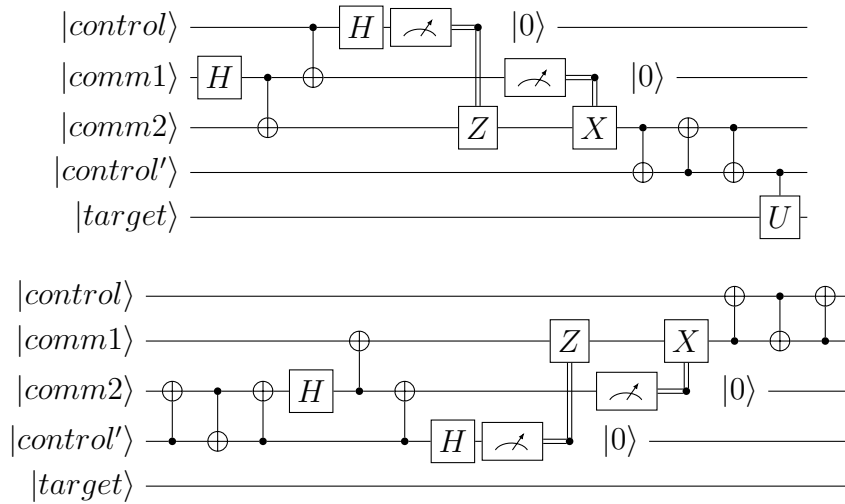 |control⟩ H |0⟩
|comm1⟩ H |0⟩
|comm2⟩ Z X
|control'⟩
|target⟩ U
|control⟩
|comm1⟩ Z X
|comm2⟩ H |0⟩
|control'⟩ H |0⟩
|target⟩